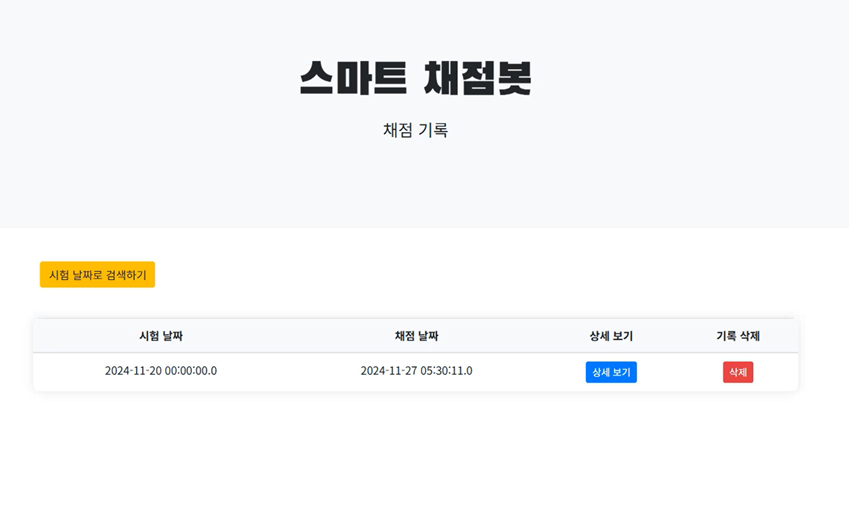 스마트 채점봇
채점 기록
시험 날짜로 검색하기
시험 날짜 채점 날짜 상세 보기 기록 삭제
2024-11-20 00:00:00.0 2024-11-27 05:30:11.0 상세 보기 삭제